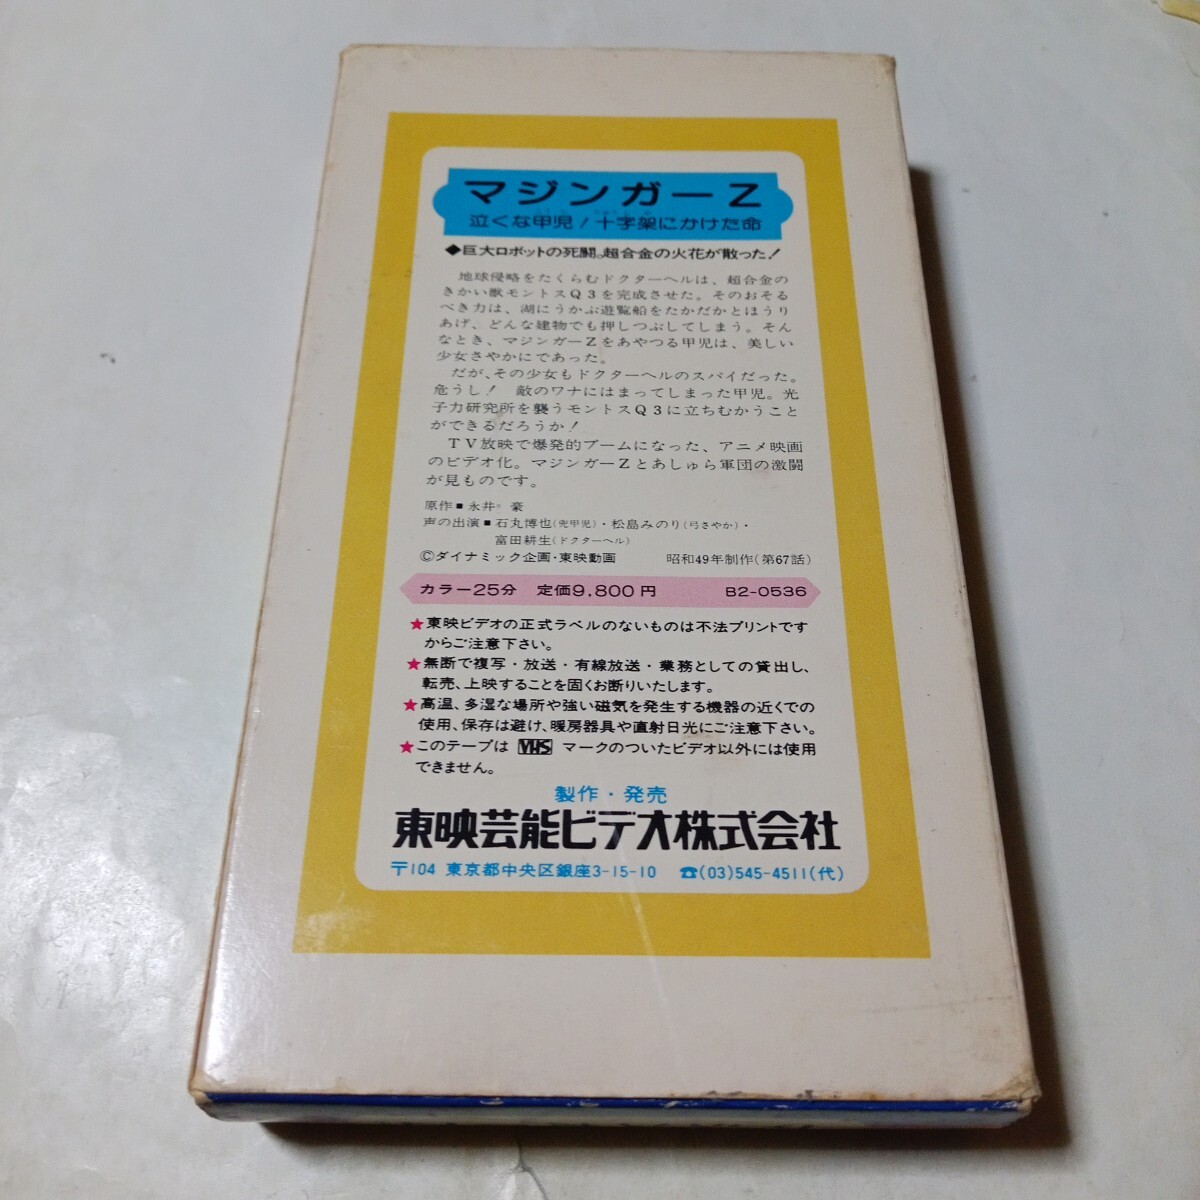 マジンガーZ
泣くな甲児!十字架にかけた命
◆巨大ロボットの死闘。超合金の火花が散った!
地球侵略をたくらむドクターヘルは、超合金の
きかい獣モントスQ3を完成させた。そのおそる
べき力は、湖にうかぶ遊覧船をたかだかとほうり
あげ、どんな建物でも押しつぶしてしまう。そん
なとき、マジンガーZをあやつる甲児は、美しい
少女さやかにであった。
だが、その少女もドクターヘルのスパイだった。
危うし! 敵のワナにはまってしまった甲児。光
子力研究所を襲うモントスQ3に立ちむかうこと
ができるだろうか!
TV放映で爆発的ブームになった、アニメ映画
のビデオ化。マジンガーZとあしゅら軍団の激闘
が見ものです。
原作■永井 豪
声の出演■石丸博也(兜甲児)・松島みのり(弓さやか)・
富田耕生(ドクターヘル)
©ダイナミック企画・東映動画 昭和49年制作(第67話)
カラー25分 定価9,800円 B2-0536
★東映ビデオの正式ラベルのないものは不法プリントです
からご注意下さい。
★無断で複写・放送・有線放送・業務としての貸出し、
転売、上映することを固くお断りいたします。
★高温、多湿な場所や強い磁気を発生する機器の近くでの
使用、保存は避け、暖房器具や直射日光にご注意下さい。
★このテープは VHS マークのついたビデオ以外には使用
できません。
製作・発売
東映芸能ビデオ株式会社
〒104 東京都中央区銀座3-15-10 ☎(03)545-4511(代)